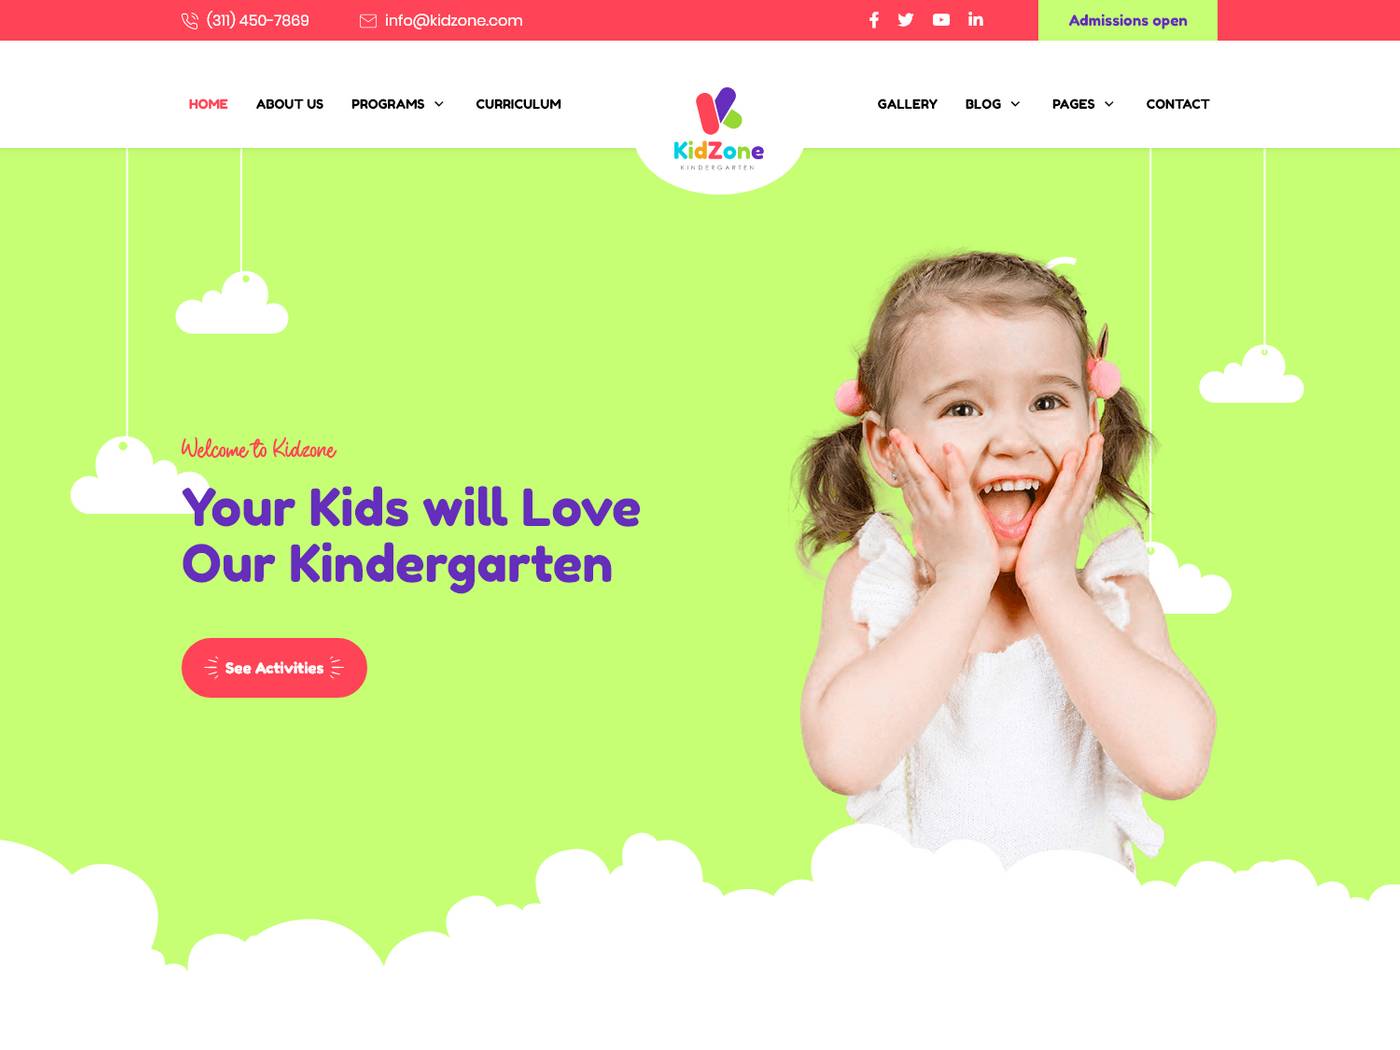 (311) 450-7869
info@kidzone.com
Admissions open
HOME
ABOUT US
PROGRAMS
CURRICULUM
KidZone
KINDERGARTEN
GALLERY
BLOG
PAGES
CONTACT
Welcome to Kidzone
Your Kids will Love
Our Kindergarten
See Activities